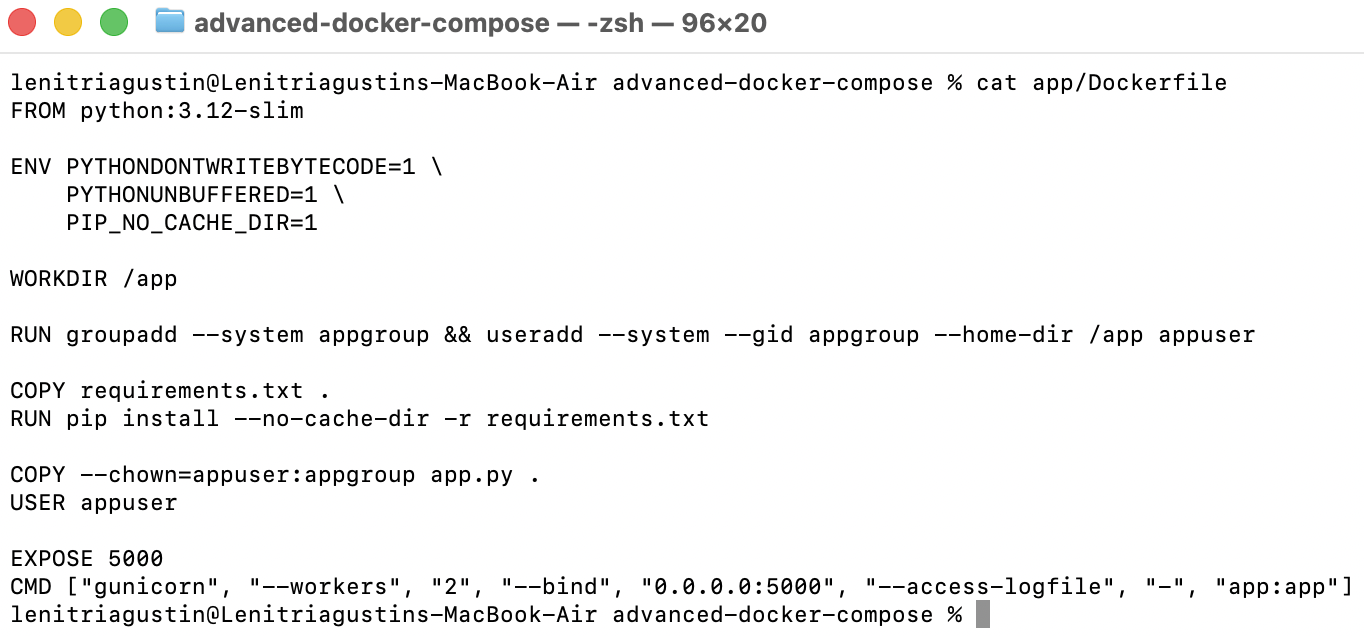 advanced-docker-compose — -zsh — 96×20
lenitriagustin@Lenitriagustins-MacBook-Air advanced-docker-compose % cat app/Dockerfile
FROM python:3.12-slim
ENV PYTHONDONTWRITEBYTECODE=1 \
    PYTHONUNBUFFERED=1 \
    PIP_NO_CACHE_DIR=1
WORKDIR /app
RUN groupadd --system appgroup && useradd --system --gid appgroup --home-dir /app appuser
COPY requirements.txt .
RUN pip install --no-cache-dir -r requirements.txt
COPY --chown=appuser:appgroup app.py .
USER appuser
EXPOSE 5000
CMD ["gunicorn", "--workers", "2", "--bind", "0.0.0.0:5000", "--access-logfile", "-", "app:app"]
lenitriagustin@Lenitriagustins-MacBook-Air advanced-docker-compose %